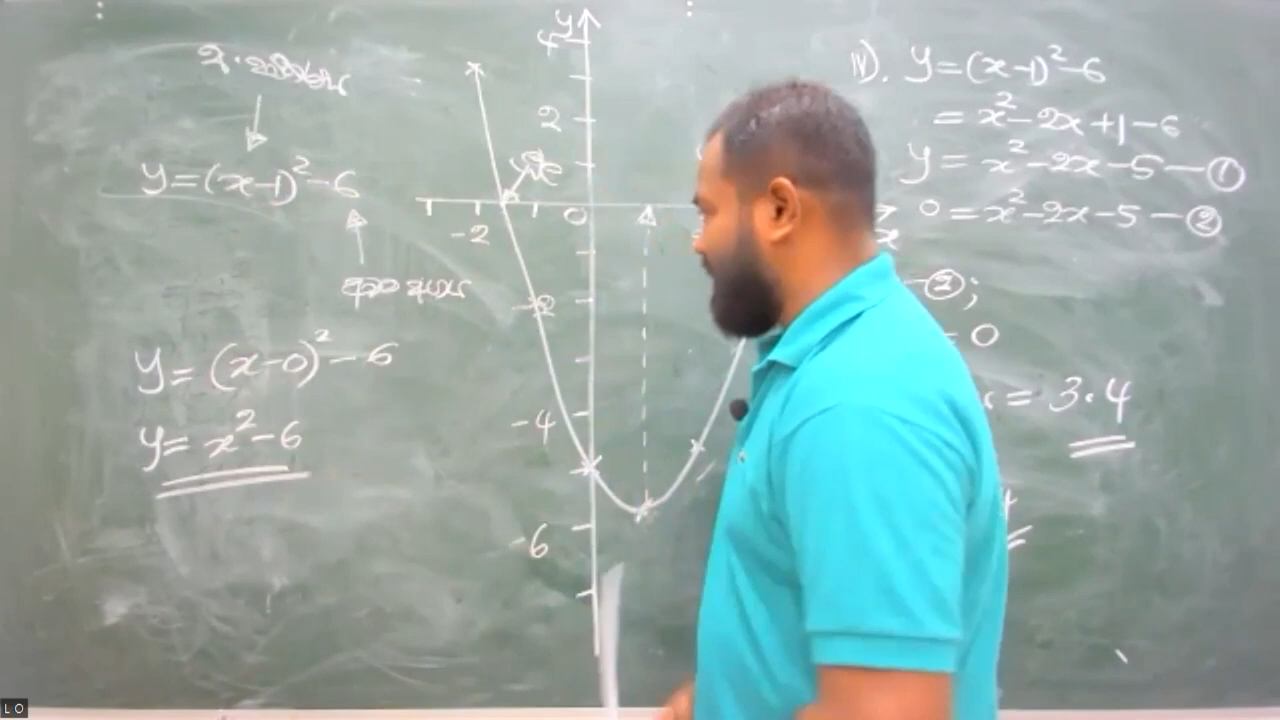 y=(x-1)²-6
y=(x-0)²-6
y=x²-6
y
4
2
0
-2
-2
-4
-6
IV). y=(x-1)²-6
=x²-2x+1-6
y=x²-2x-5-①
0=x²-2x-5-②
-②;
-0
x=3.4
LO